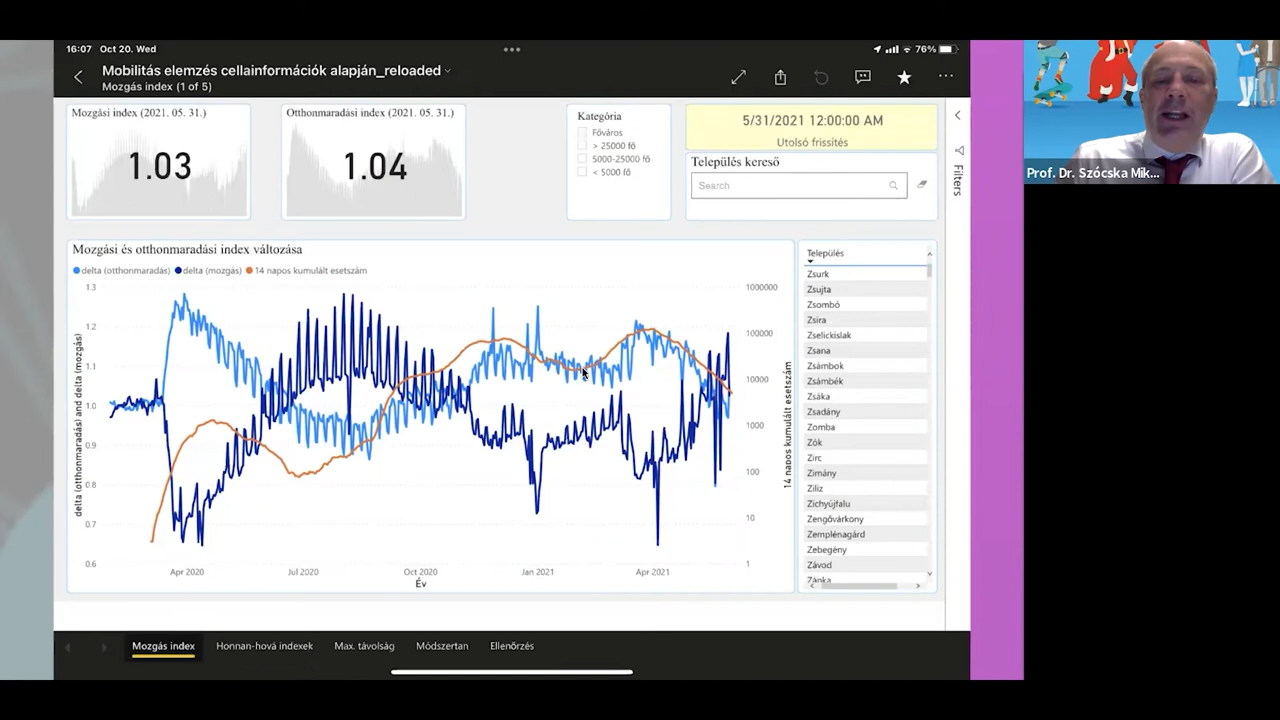 16:07 Oct 20. Wed
76%
Mobilitás elemzés cellainformációk alapján_reloaded
Mozgás index (1 of 5)
Mozgási index (2021. 05. 31.)
1.03
Otthonmaradási index (2021. 05. 31.)
1.04
Kategória
Főváros
> 25000 fő
5000-25000 fő
< 5000 fő
5/31/2021 12:00:00 AM
Utolsó frissítés
Település kereső
Search
Filters
Prof. Dr. Szócska Mik...
Mozgási és otthonmaradási index változása
delta (otthonmaradás) delta (mozgás) 14 napos kumulált esetszám
delta (otthonmaradás) and delta (mozgás)
1.3
1.2
1.1
1.0
0.9
0.8
0.7
0.6
1000000
100000
10000
1000
100
10
1
14 napos kumulált esetszám
Apr 2020 Jul 2020 Oct 2020 Jan 2021 Apr 2021
Év
Település
Zsurk
Zsujta
Zsombó
Zsira
Zselickislak
Zsana
Zsámbok
Zsámbék
Zsáka
Zsadány
Zomba
Zók
Zirc
Zimány
Ziliz
Zichyújfalu
Zengővárkony
Zemplénagárd
Zebegény
Závod
Zánka
Mozgás index Honnan-hová indexek Max. távolság Módszertan Ellenőrzés